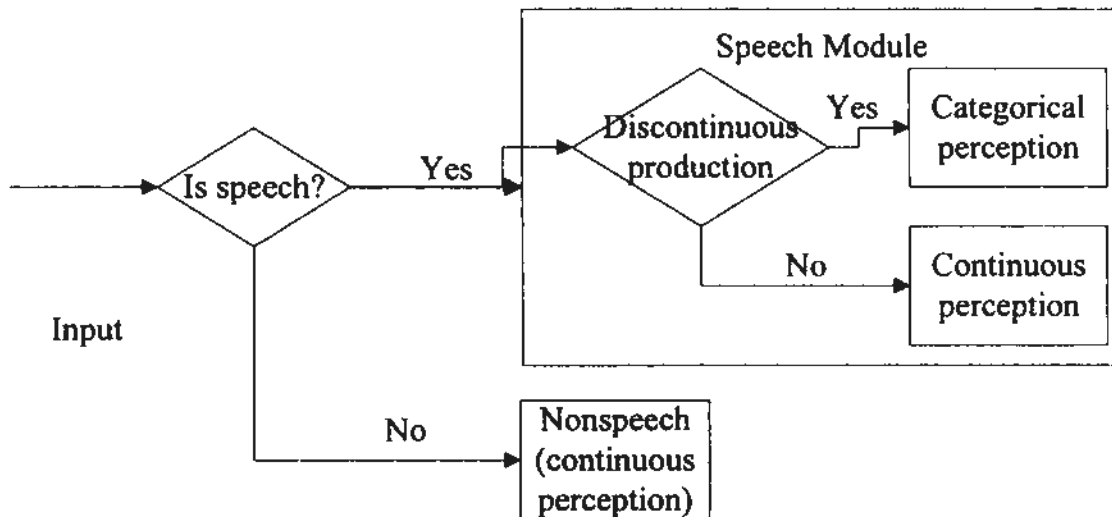 Speech Module
Is speech?
Yes
Discontinuous
production
Yes
Categorical
perception
No
Continuous
perception
Input
No
Nonspeech
(continuous
perception)